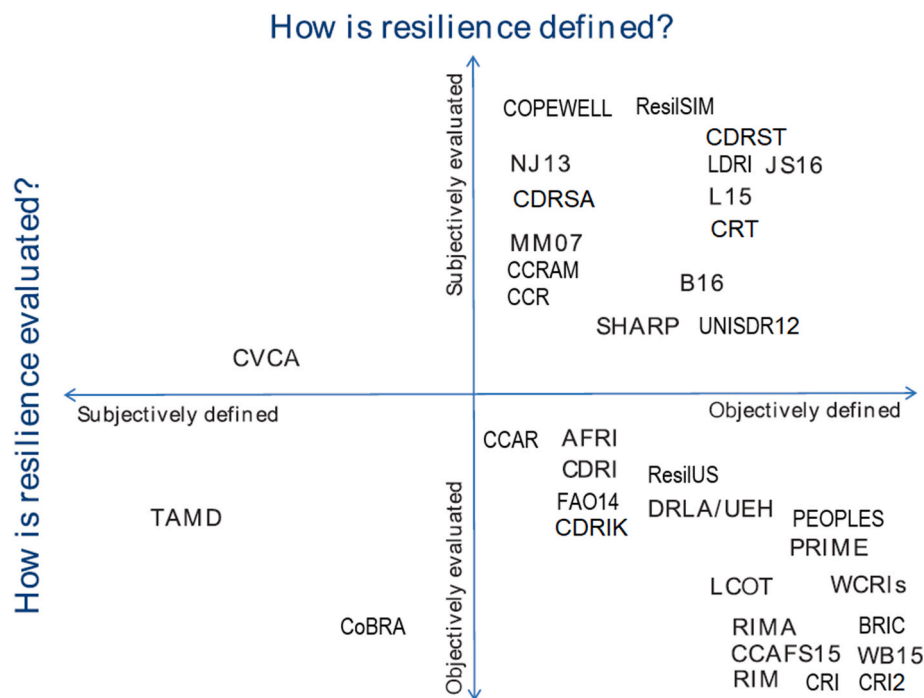 How is resilience defined?
How is resilience evaluated?
Subjectively evaluated
COPEWELL ResilSIM
CDRST
NJ13 LDRI JS16
CDRSA L15
CRT
MM07
CCRAM
CCR B16
SHARP UNISDR12
CVCA
Subjectively defined Objectively defined
Objectively evaluated
CCAR AFRI
CDRI ResilUS
FAO14 DRLA/UEH
CDRIK PEOPLES
TAMD
PRIME
LCOT WCRIs
CoBRA RIMA BRIC
CCAFS15 WB15
RIM CRI CRI2